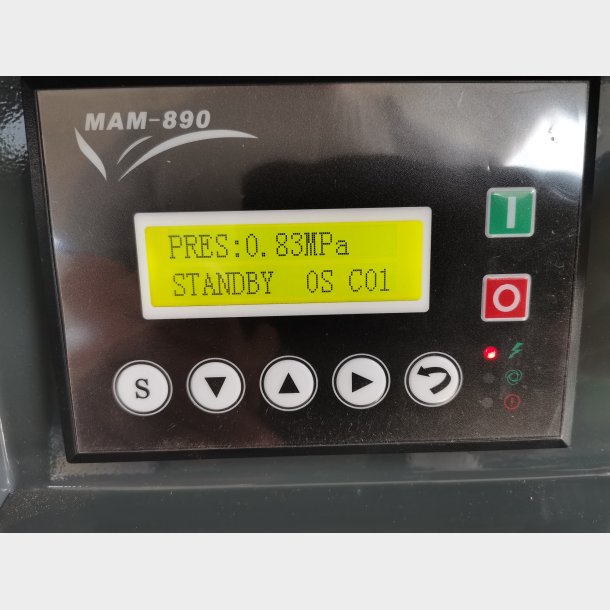 MAM-890
PRES:0.83MPa
STANDBY 0S C01
S